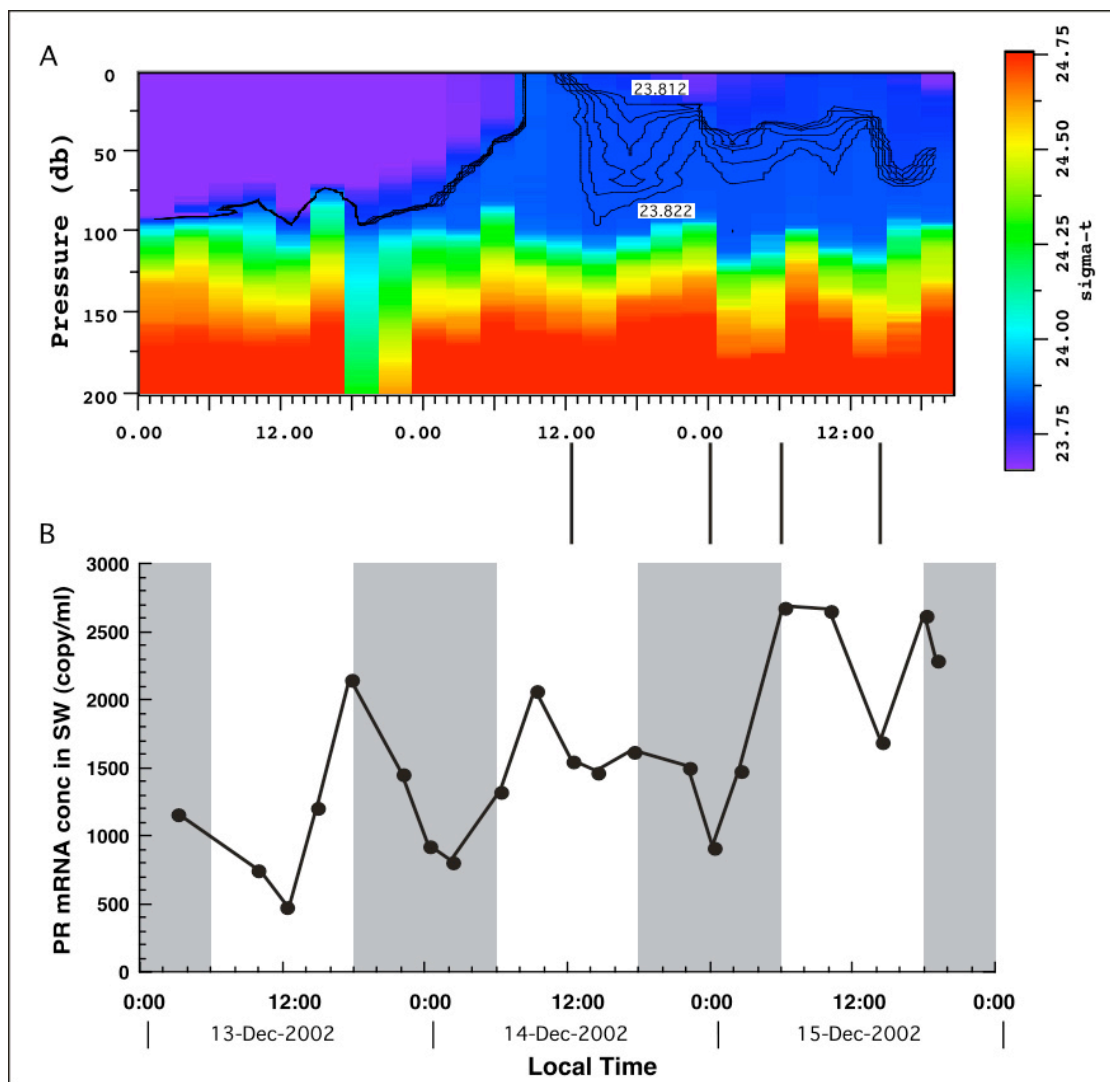 A
Pressure (db)
0
50
100
150
200
23.812
23.822
0.00 12.00 0.00 12.00 0.00 12:00
24.75
24.50
24.25
24.00
23.75
sigma-t
B
PR mRNA conc in SW (copy/ml)
3000
2500
2000
1500
1000
500
0
0:00 12:00 0:00 12:00 0:00 12:00 0:00
13-Dec-2002 14-Dec-2002 15-Dec-2002
Local Time